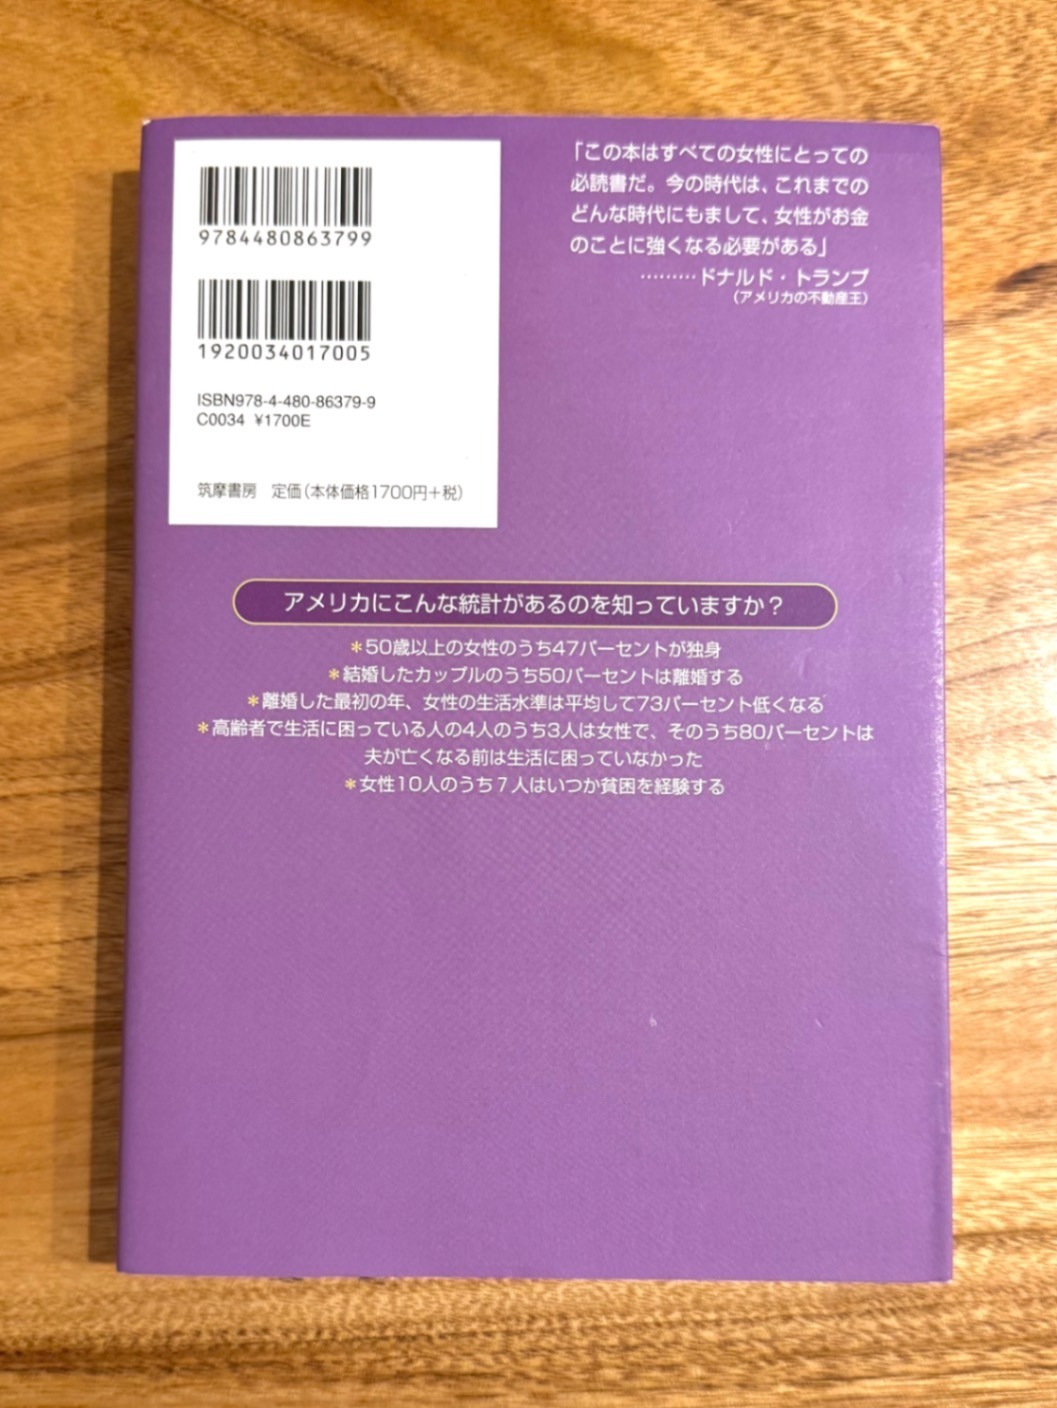 9784480863799
1920034017005
ISBN978-4-480-86379-9
C0034 ¥1700E
筑摩書房 定価(本体価格1700円+税)
「この本はすべての女性にとっての
必読書だ。今の時代は、これまでの
どんな時代にもまして、女性がお金
のことに強くなる必要がある」
………ドナルド・トランプ
(アメリカの不動産王)
アメリカにこんな統計があるのを知っていますか?
*50歳以上の女性のうち47パーセントが独身
*結婚したカップルのうち50パーセントは離婚する
*離婚した最初の年、女性の生活水準は平均して73パーセント低くなる
*高齢者で生活に困っている人の4人のうち3人は女性で、そのうち80パーセントは
夫が亡くなる前は生活に困っていなかった
*女性10人のうち7人はいつか貧困を経験する